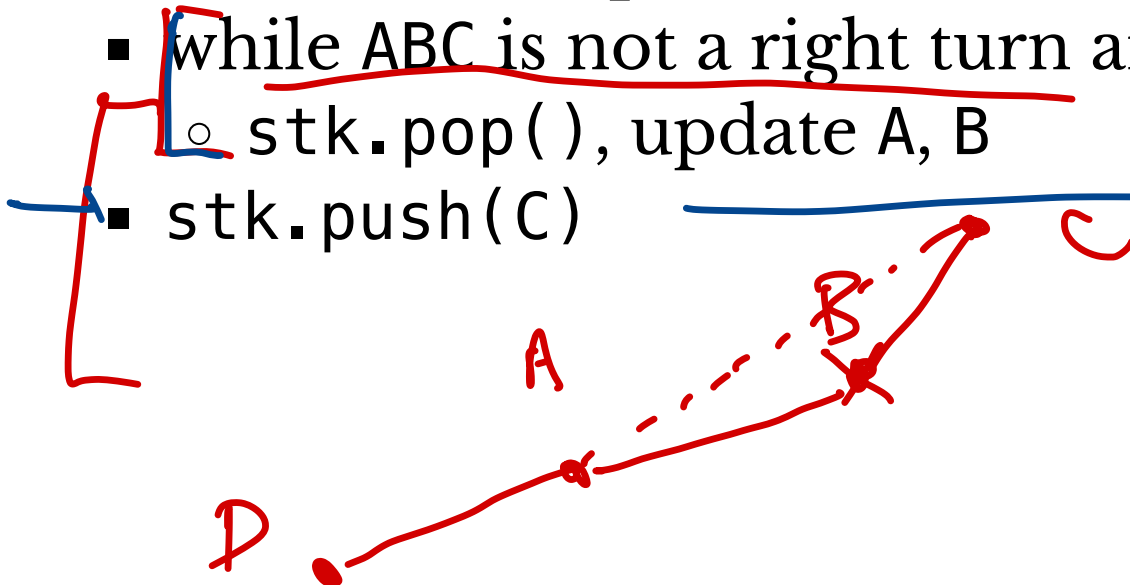 while ABC is not a right turn
stk.pop(), update A, B
stk.push(C)
C
B
A
D